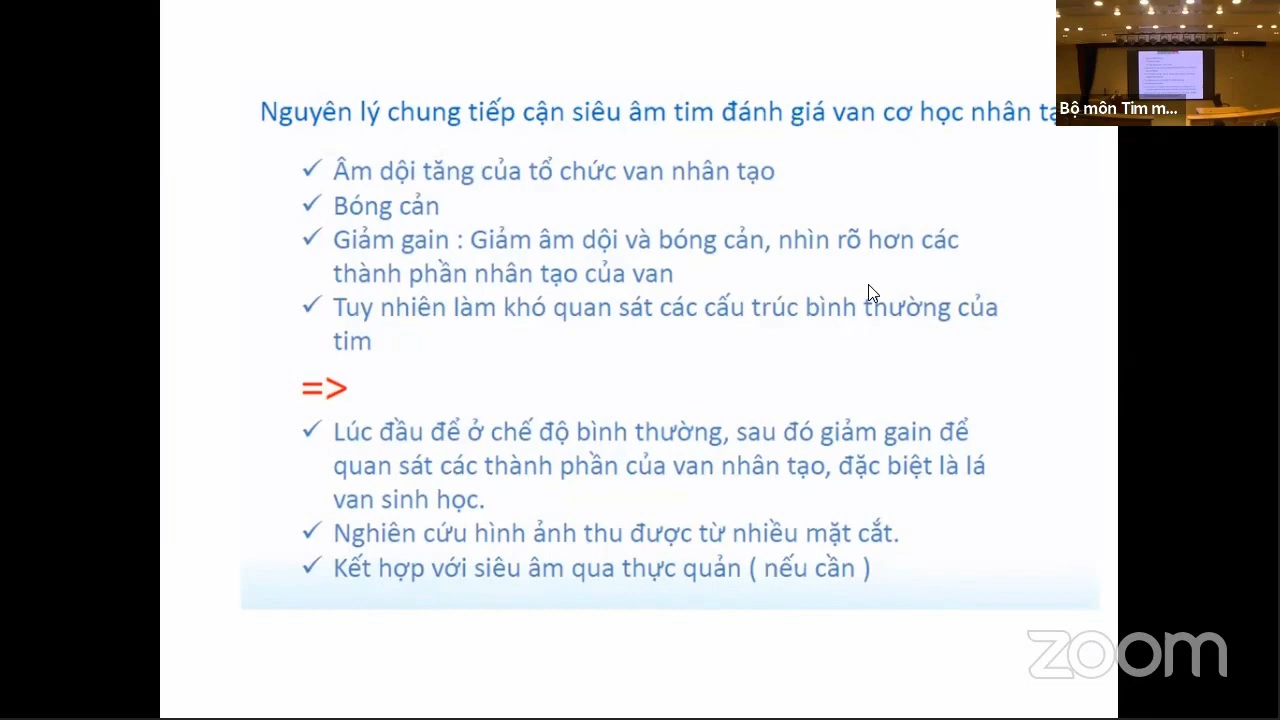 Nguyên lý chung tiếp cận siêu âm tim đánh giá van cơ học nhân
Bộ môn Tim m...
Âm dội tăng của tổ chức van nhân tạo
Bóng cản
Giảm gain : Giảm âm dội và bóng cản, nhìn rõ hơn các
thành phần nhân tạo của van
Tuy nhiên làm khó quan sát các cấu trúc bình thường của
tim
=>
Lúc đầu để ở chế độ bình thường, sau đó giảm gain để
quan sát các thành phần của van nhân tạo, đặc biệt là lá
van sinh học.
Nghiên cứu hình ảnh thu được từ nhiều mặt cắt.
Kết hợp với siêu âm qua thực quản ( nếu cần )
zoom